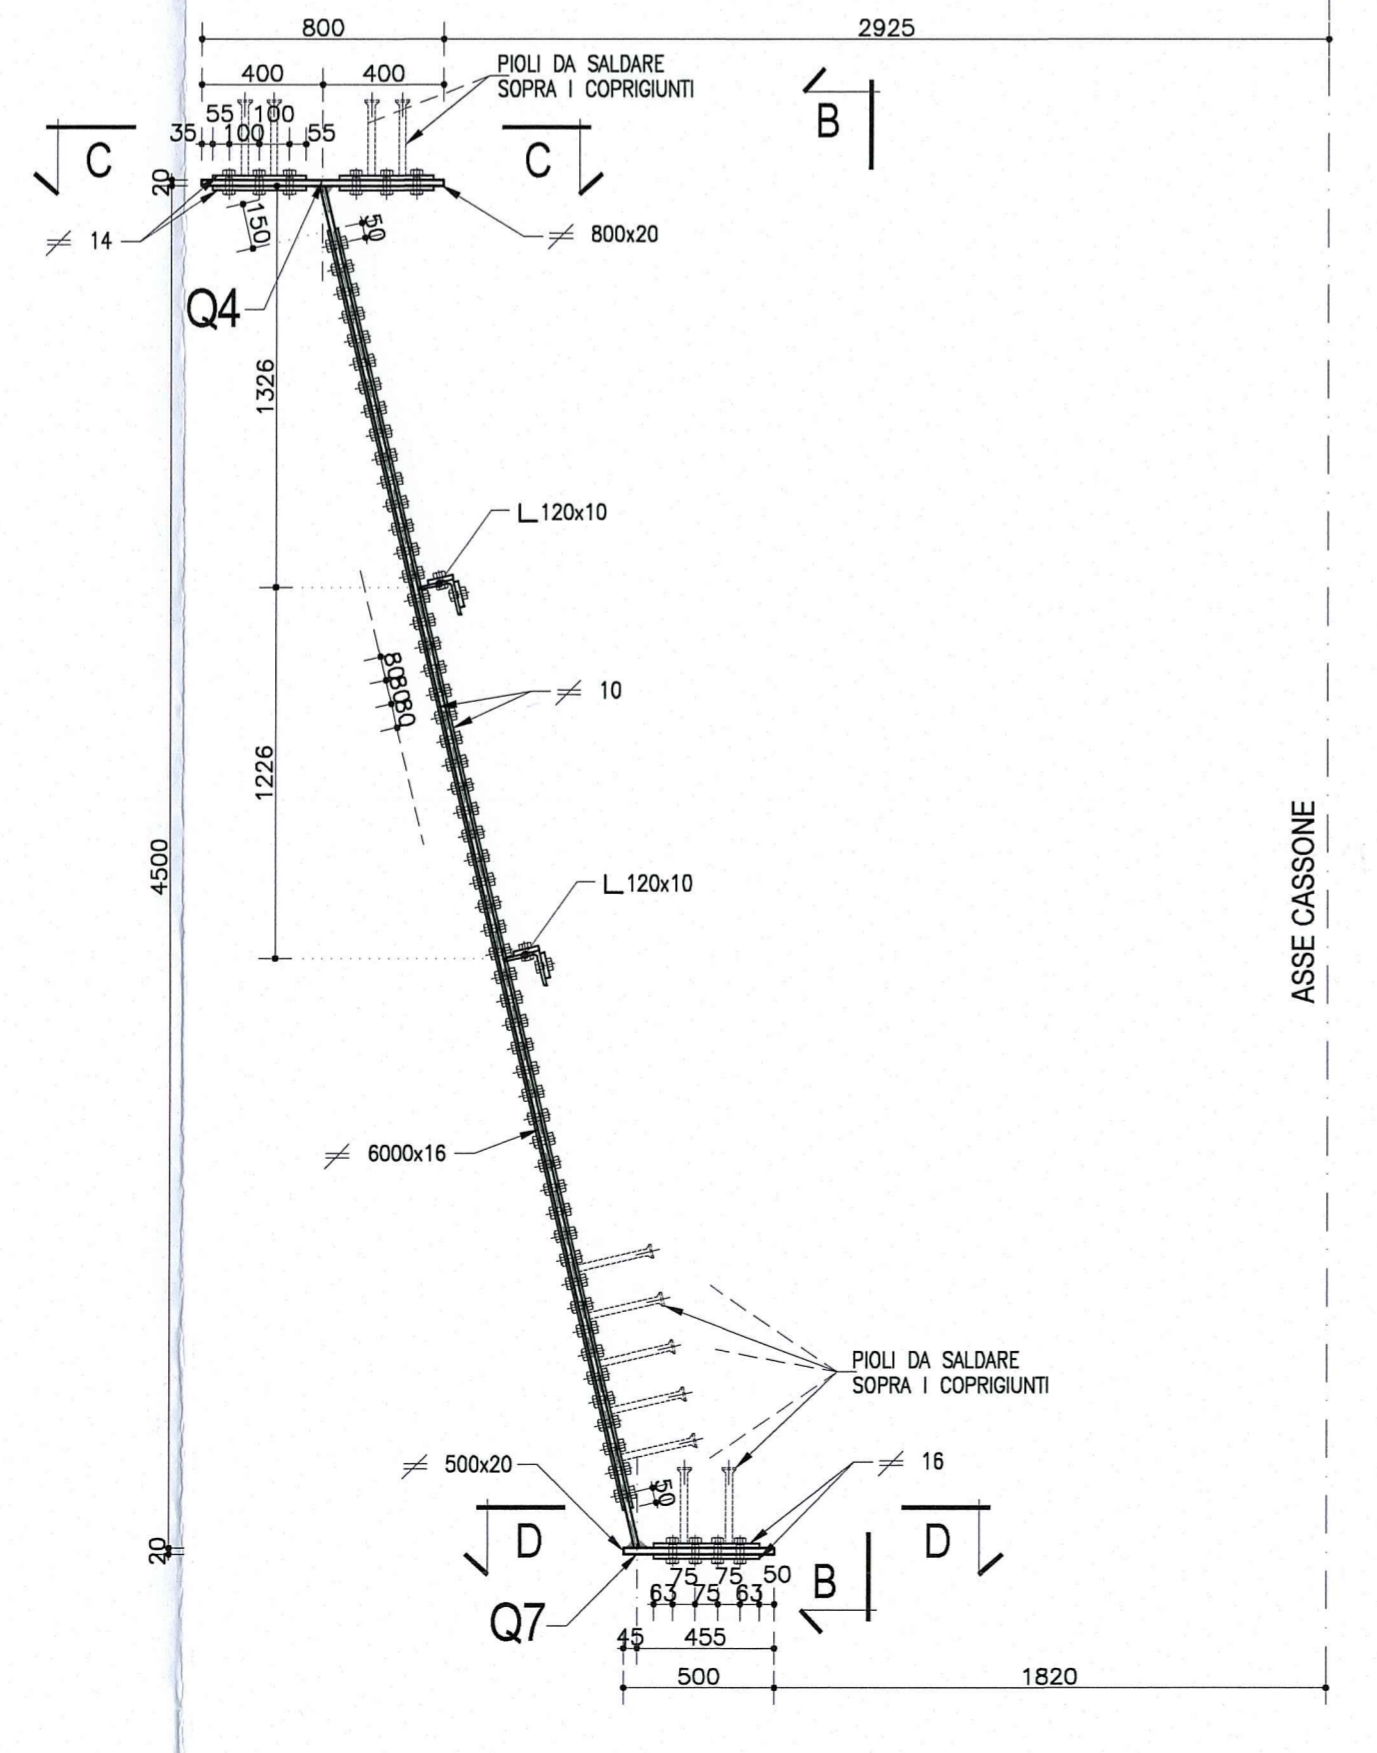 800
2925
400
400
PIOLI DA SALDARE
SOPRA I COPRIGIUNTI
B
55
100
35
100
55
C
C
20
150
50
≠ 14
≠ 800x20
Q4
1326
L 120x10
808080
≠ 10
1226
4500
L 120x10
ASSE CASSONE
≠ 6000x16
PIOLI DA SALDARE
SOPRA I COPRIGIUNTI
≠ 500x20
≠ 16
50
D
D
20
75
75
50
63
75
63
B
Q7
45
455
500
1820